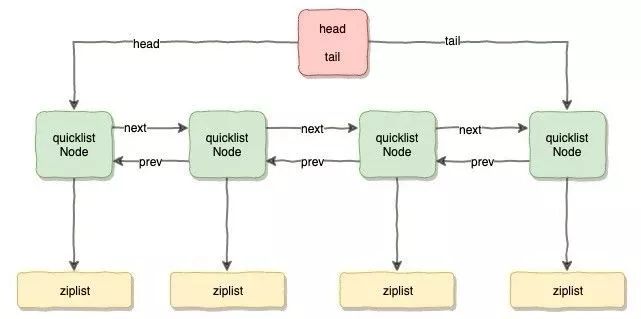 head
tail
head
tail
quicklist
Node
next
prev
quicklist
Node
next
prev
quicklist
Node
next
prev
quicklist
Node
ziplist
ziplist
ziplist
ziplist